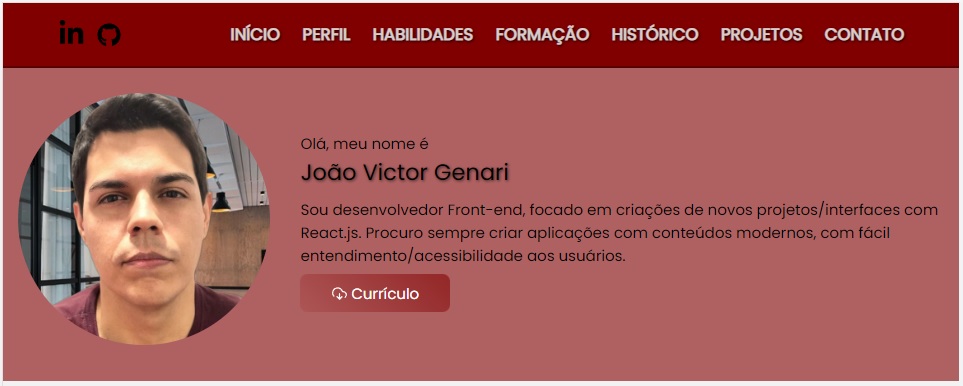 in
INÍCIO PERFIL HABILIDADES FORMAÇÃO HISTÓRICO PROJETOS CONTATO
Olá, meu nome é
João Victor Genari
Sou desenvolvedor Front-end, focado em criações de novos projetos/interfaces com
React.js. Procuro sempre criar aplicações com conteúdos modernos, com fácil
entendimento/acessibilidade aos usuários.
Currículo